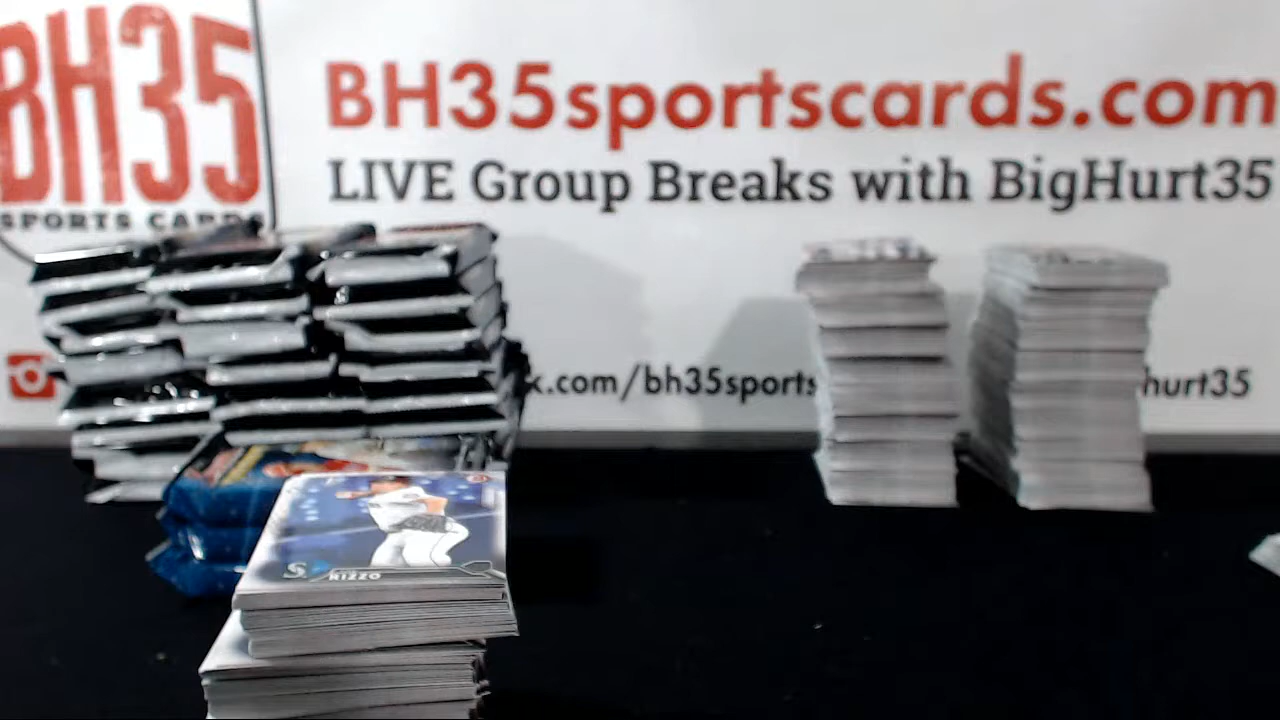 BH35
SPORTS CARDS
BH35sportscards.com
LIVE Group Breaks with BigHurt35
k.com/bh35sports
hurt35
S
RIZZO